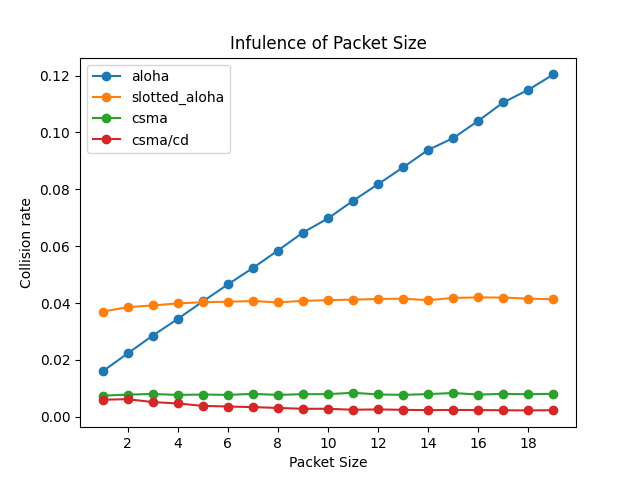 Infulence of Packet Size
aloha
slotted_aloha
csma
csma/cd
Collision rate
0.12
0.10
0.08
0.06
0.04
0.02
0.00
2 4 6 8 10 12 14 16 18
Packet Size